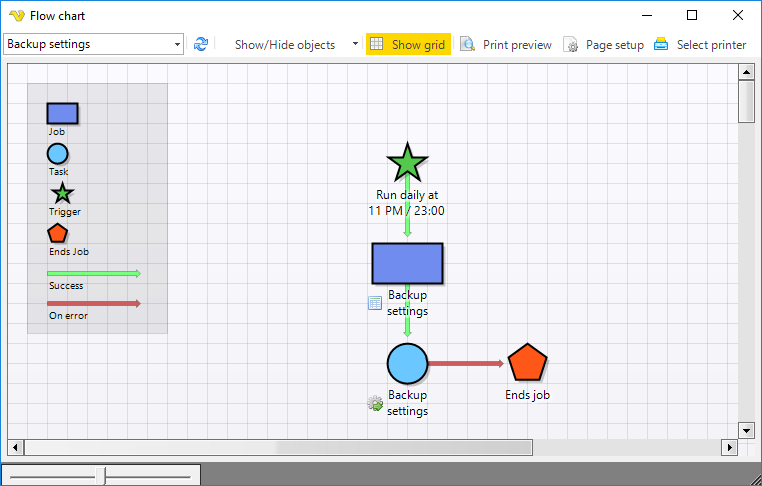 Flow chart
Backup settings
Show/Hide objects
Show grid
Print preview
Page setup
Select printer
Job
Task
Trigger
Ends Job
Success
On error
Run daily at
11 PM / 23:00
Backup
settings
Backup
settings
Ends job